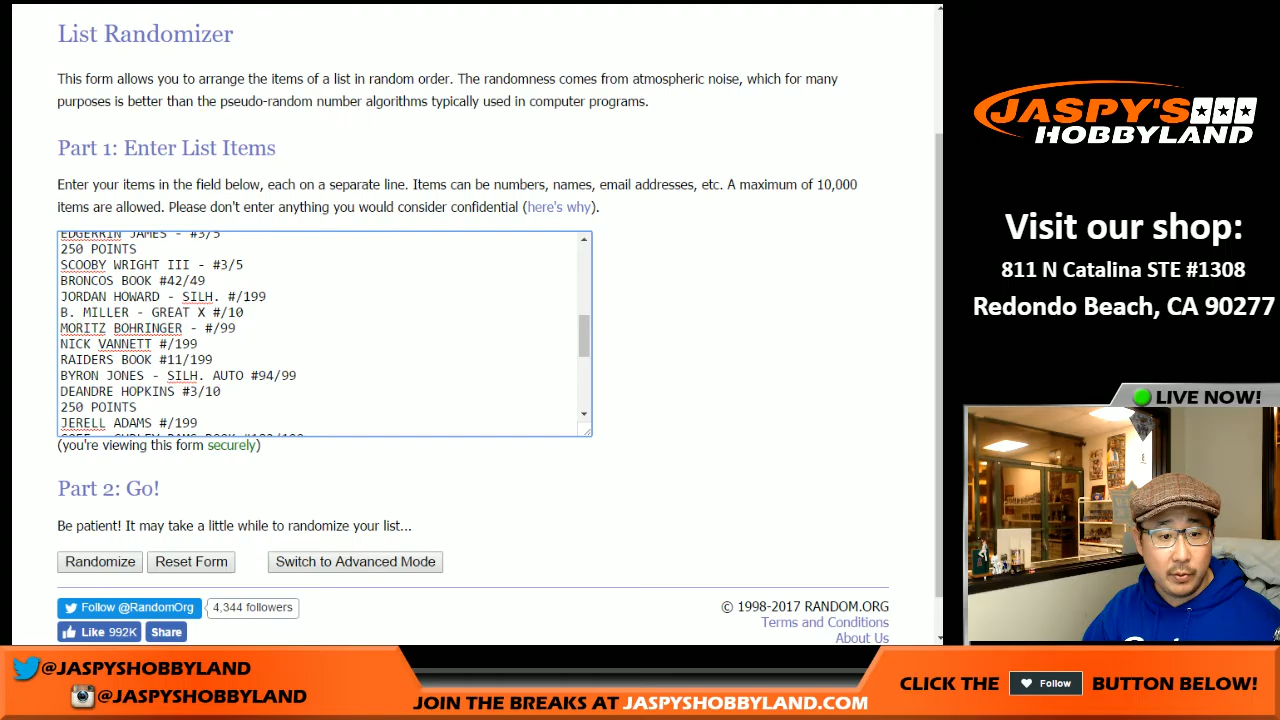 List Randomizer
This form allows you to arrange the items of a list in random order. The randomness comes from atmospheric noise, which for many
purposes is better than the pseudo-random number algorithms typically used in computer programs.
Part 1: Enter List Items
Enter your items in the field below, each on a separate line. Items can be numbers, names, email addresses, etc. A maximum of 10,000
items are allowed. Please don't enter anything you would consider confidential (here's why).
EDGERRIN JAMES - #3/5
250 POINTS
SCOOBY WRIGHT III - #3/5
BRONCOS BOOK #42/49
JORDAN HOWARD - SILH. #/199
B. MILLER - GREAT X #/10
MORITZ BOHRINGER - #/99
NICK VANNETT #/199
RAIDERS BOOK #11/199
BYRON JONES - SILH. AUTO #94/99
DEANDRE HOPKINS #3/10
250 POINTS
JERELL ADAMS #/199
(you're viewing this form securely)
Part 2: Go!
Be patient! It may take a little while to randomize your list...
Randomize Reset Form Switch to Advanced Mode
Follow @RandomOrg 4,344 followers
Like 992K Share
© 1998-2017 RANDOM.ORG
Terms and Conditions
About Us
JASPY'S
HOBBYLAND
Visit our shop:
811 N Catalina STE #1308
Redondo Beach, CA 90277
LIVE NOW!
@JASPYSHOBBYLAND
@JASPYSHOBBYLAND
JOIN THE BREAKS AT JASPYSHOBBYLAND.COM
CLICK THE Follow BUTTON BELOW!